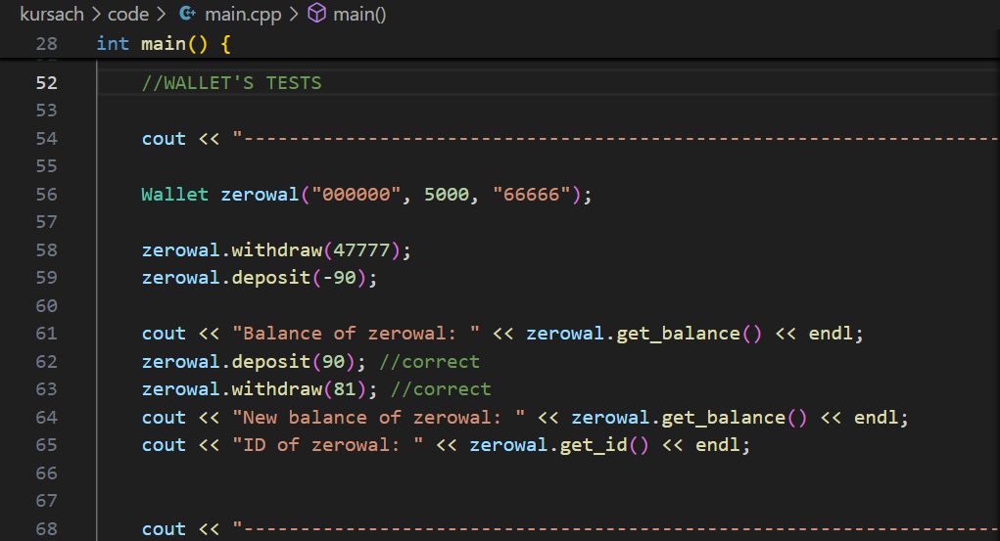 kursach > code > main.cpp > main()
28 int main() {
52 //WALLET'S TESTS
53
54 cout << "-------------------------------------------------------------------
55
56 Wallet zerowal("000000", 5000, "66666");
57
58 zerowal.withdraw(47777);
59 zerowal.deposit(-90);
60
61 cout << "Balance of zerowal: " << zerowal.get_balance() << endl;
62 zerowal.deposit(90); //correct
63 zerowal.withdraw(81); //correct
64 cout << "New balance of zerowal: " << zerowal.get_balance() << endl;
65 cout << "ID of zerowal: " << zerowal.get_id() << endl;
66
67
68 cout << "-------------------------------------------------------------------